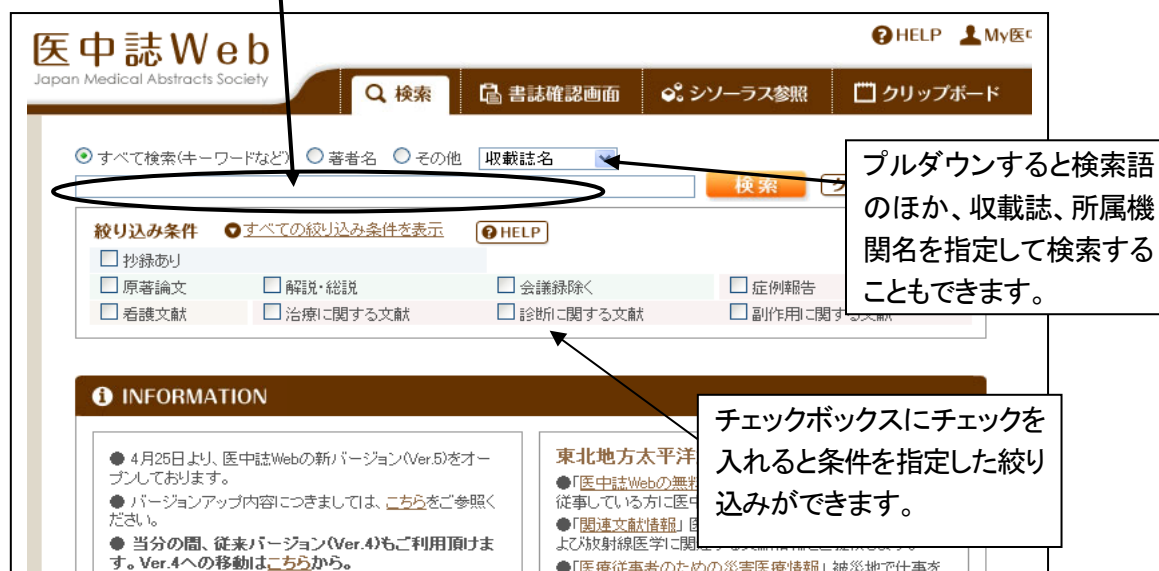 医中誌Web
Japan Medical Abstracts Society
HELP My医中
検索 書誌確認画面 シソーラス参照 クリップボード
すべて検索(キーワードなど) 著者名 その他 収載誌名
検索
絞り込み条件 すべての絞り込み条件を表示 HELP
抄録あり
原著論文 解説・総説 会議録除く 症例報告
看護文献 治療に関する文献 診断に関する文献 副作用に関する文献
プルダウンすると検索語
のほか、収載誌、所属機
関名を指定して検索する
こともできます。
チェックボックスにチェックを
入れると条件を指定した絞り
込みができます。
INFORMATION
● 4月25日より、医中誌Webの新バージョン(Ver.5)をオー
プンしております。
● バージョンアップ内容につきましては、こちらをご参照く
ださい。
● 当分の間、従来バージョン(Ver.4)もご利用頂けま
す。Ver.4への移動はこちらから。
東北地方太平洋
●「医中誌Webの無料
従事している方に医中
●「関連文献情報」医
よび放射線医学に関
●「医療従事者のための災害医療情報」被災地で仕事を